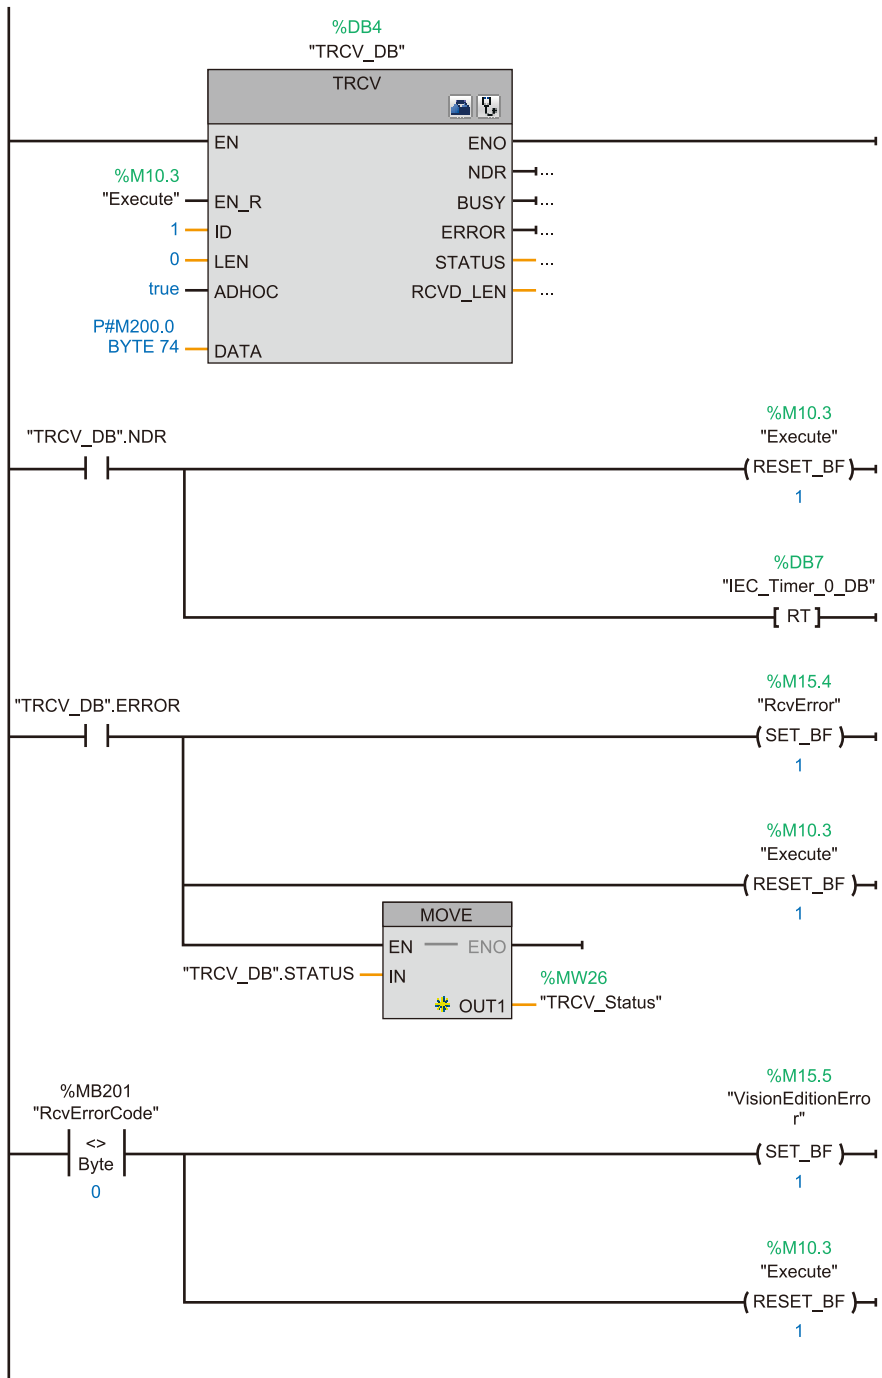 %DB4
"TRCV_DB"
TRCV
EN ENO
NDR ...
%M10.3
"Execute" EN_R BUSY ...
1 ID ERROR ...
0 LEN STATUS ...
true ADHOC RCVD_LEN ...
P#M200.0
BYTE 74 DATA
%M10.3
"TRCV_DB".NDR "Execute"
RESET_BF
1
%DB7
"IEC_Timer_0_DB"
RT
%M15.4
"TRCV_DB".ERROR "RcvError"
SET_BF
1
%M10.3
"Execute"
RESET_BF
1
MOVE
EN ENO
"TRCV_DB".STATUS IN %MW26
OUT1 "TRCV_Status"
%M15.5
%MB201 "VisionEditionErro
"RcvErrorCode" r"
<> SET_BF
Byte
0 1
%M10.3
"Execute"
RESET_BF
1